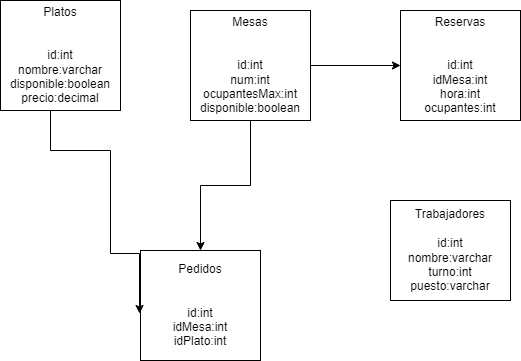 Platos
id:int
nombre:varchar
disponible:boolean
precio:decimal
Mesas
id:int
num:int
ocupantesMax:int
disponible:boolean
Reservas
id:int
idMesa:int
hora:int
ocupantes:int
Trabajadores
id:int
nombre:varchar
turno:int
puesto:varchar
Pedidos
id:int
idMesa:int
idPlato:int